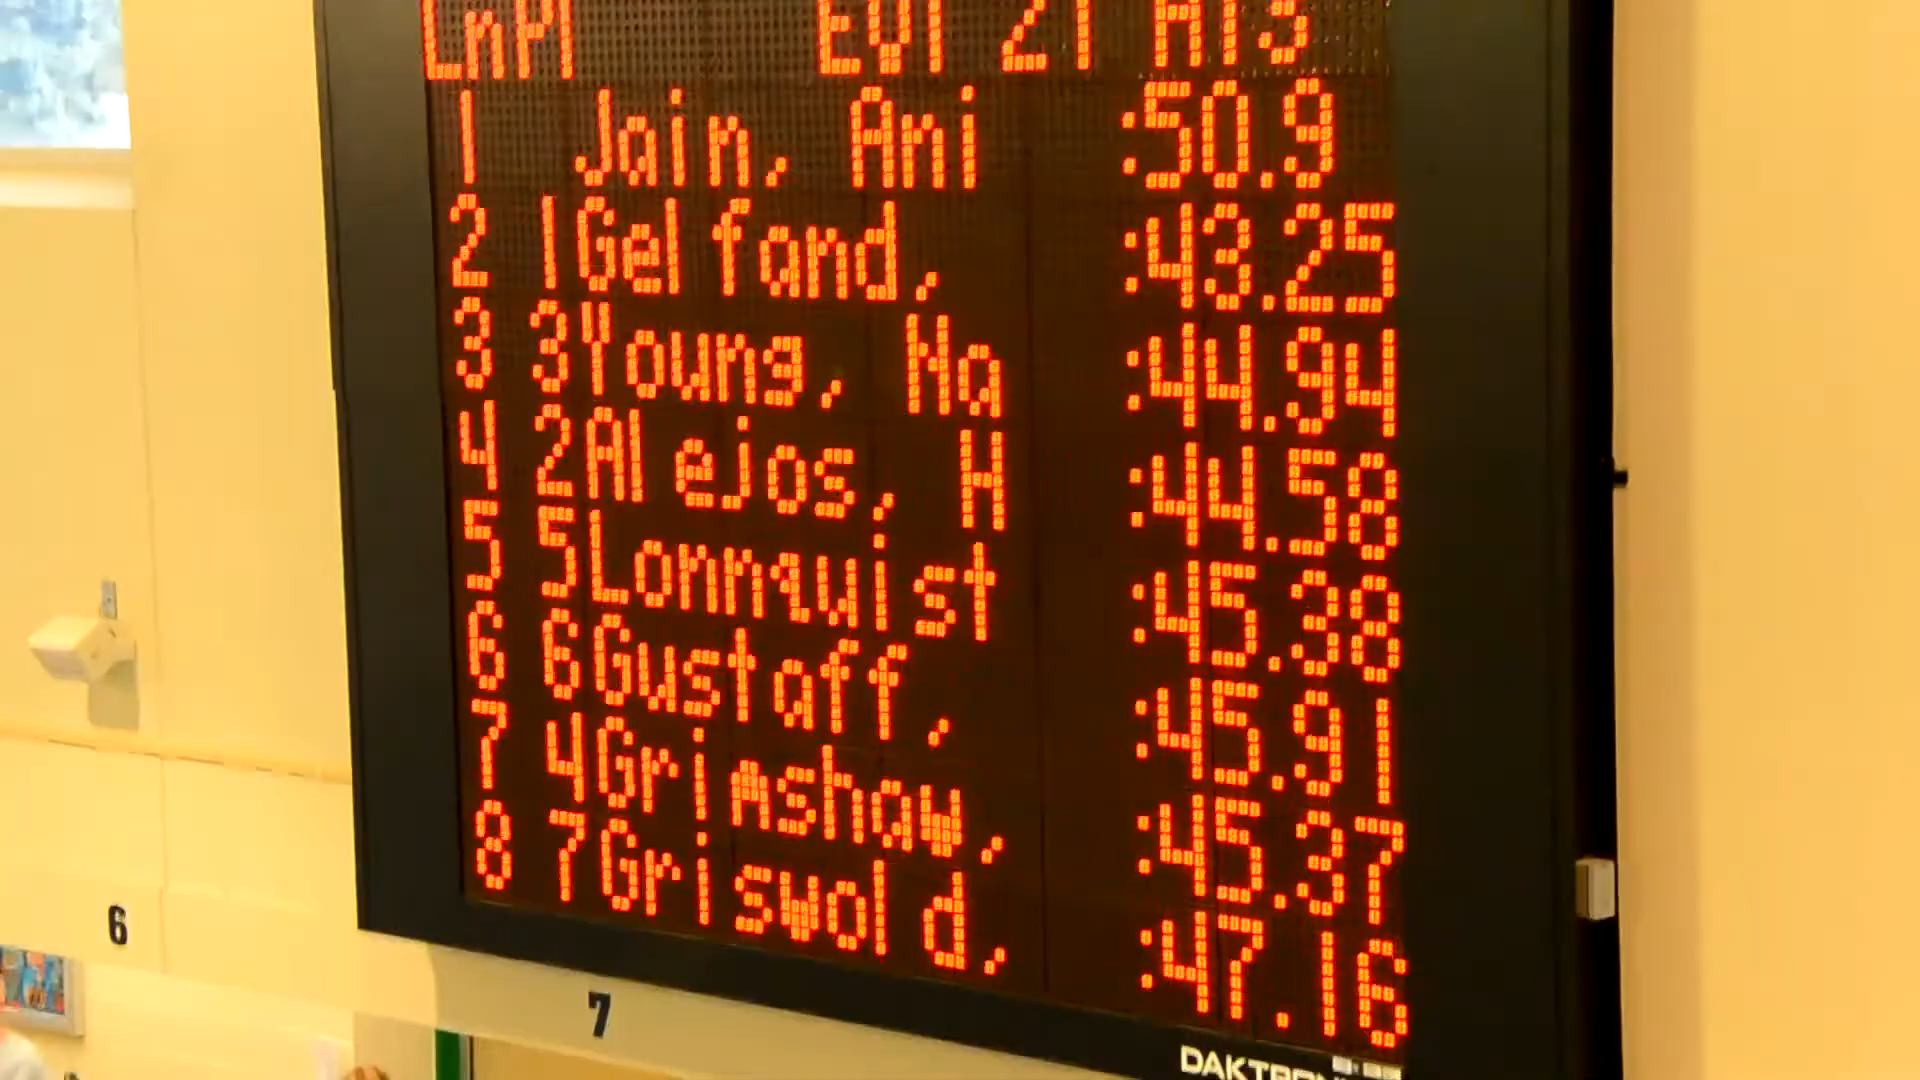 LnPl EVT 21 HT3
1 Jain, Ani :50.9
2 1Gelfand, :43.25
3 3Young, Na :44.94
4 2Alejos, H :44.58
5 5Lonnquist :45.38
6 6Gustaff, :45.91
7 4Grimshaw, :45.37
8 7Griswold, :47.16
6
7